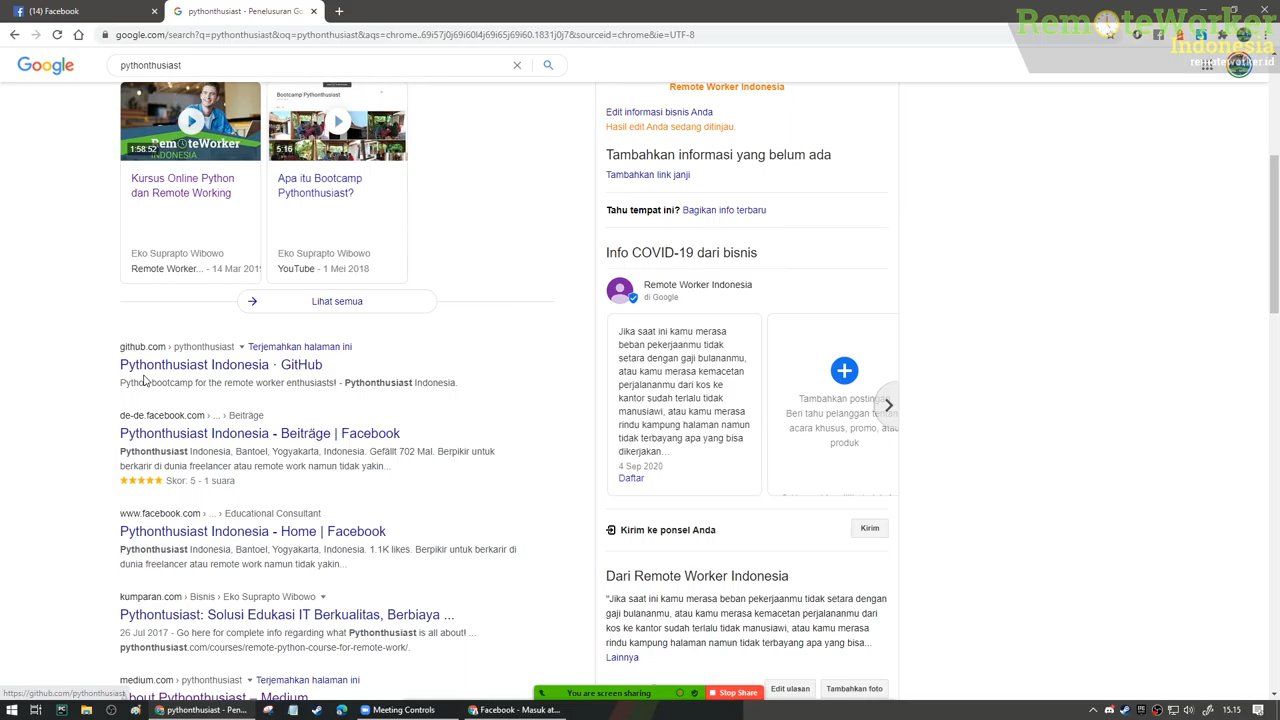 (13) Facebook
pythonthusiast - Penelusuran Go
google.com/search?q=pythonthusiast&oq=pythonthusiast&aqs=chrome..69i57j0i60l4j69i65j69i60.1831j0j7&sourceid=chrome&ie=UTF-8
RemoteWorker
Indonesia
remoteworker.id
Google
pythonthusiast
1:58:52
RemoteWorker
INDONESIA
Kursus Online Python
dan Remote Working
Eko Suprapto Wibowo
Remote Worker... - 14 Mar 201
Bootcamp Pythonthusiast
5:16
Apa itu Bootcamp
Pythonthusiast?
Eko Suprapto Wibowo
YouTube - 1 Mei 2018
Lihat semua
github.com › pythonthusiast Terjemahkan halaman ini
Pythonthusiast Indonesia · GitHub
bootcamp for the remote worker enthusiasts! - Pythonthusiast Indonesia.
de-de.facebook.com › ... › Beiträge
Pythonthusiast Indonesia - Beiträge | Facebook
Pythonthusiast Indonesia, Bantoel, Yogyakarta, Indonesia. Gefällt 702 Mal. Berpikir untuk
berkarir di dunia freelancer atau remote work namun tidak yakin...
Skor: 5 - 1 suara
www.facebook.com › ... › Educational Consultant
Pythonthusiast Indonesia - Home | Facebook
Pythonthusiast Indonesia, Bantoel, Yogyakarta, Indonesia. 1.1K likes. Berpikir untuk berkarir di
dunia freelancer atau remote work namun tidak yakin...
kumparan.com › Bisnis › Eko Suprapto Wibowo
Pythontusiast: Solusi Edukasi IT Berkualitas, Berbiaya ...
26 Jul 2017 - Go here for complete info regarding what Pythonthusiast is all about! ...
pythonthusiast.com/courses/remote-python-course-for-remote-work/.
medium.com › pythonthusiast Terjemahkan halaman ini
About Pythonthusiast – Medium
Remote Worker Indonesia
Edit informasi bisnis Anda
Hasil edit Anda sedang ditinjau.
Tambahkan informasi yang belum ada
Tambahkan link janji
Tahu tempat ini? Bagikan info terbaru
Info COVID-19 dari bisnis
Remote Worker Indonesia
di Google
Jika saat ini kamu merasa
beban pekerjaanmu tidak
setara dengan gaji bulananmu,
atau kamu merasa kemacetan
perjalananmu dari kos ke
kantor sudah terlalu tidak
manusiawi, atau kamu merasa
rindu kampung halaman namun
tidak terbayang apa yang bisa
dikerjakan...
4 Sep 2020
Daftar
Tambahkan postingan
Beri tahu pelanggan tentan
acara khusus, promo, atau
produk
Kirim ke ponsel Anda
Kirim
Dari Remote Worker Indonesia
"Jika saat ini kamu merasa beban pekerjaanmu tidak setara dengan
gaji bulananmu, atau kamu merasa kemacetan perjalananmu dari
kos ke kantor sudah terlalu tidak manusiawi, atau kamu merasa
rindu kampung halaman namun tidak terbayang apa yang bisa...
Lainnya
Edit ulasan
Tambahkan foto
https://github.com/pythonthusiast
You are screen sharing
Stop Share
pythonthusiast - Pen...
Meeting Controls
Facebook - Masuk at...
15.15